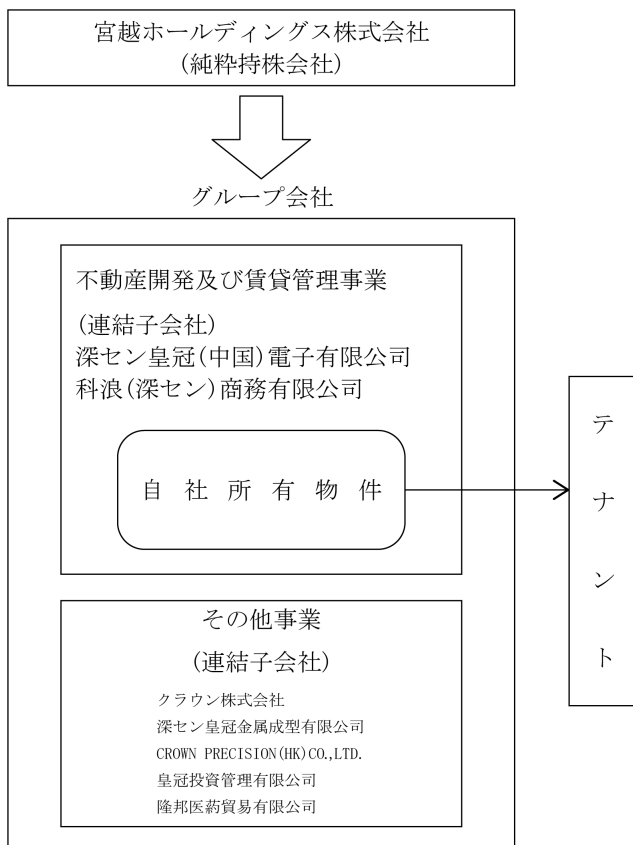 宮越ホールディングス株式会社
(純粋持株会社)
グループ会社
不動産開発及び賃貸管理事業
(連結子会社)
深セン皇冠(中国)電子有限公司
科浪(深セン)商務有限公司
自社所有物件
テナント
その他事業
(連結子会社)
クラウン株式会社
深セン皇冠金属成型有限公司
CROWN PRECISION(HK)CO.,LTD.
皇冠投資管理有限公司
隆邦医葯貿易有限公司